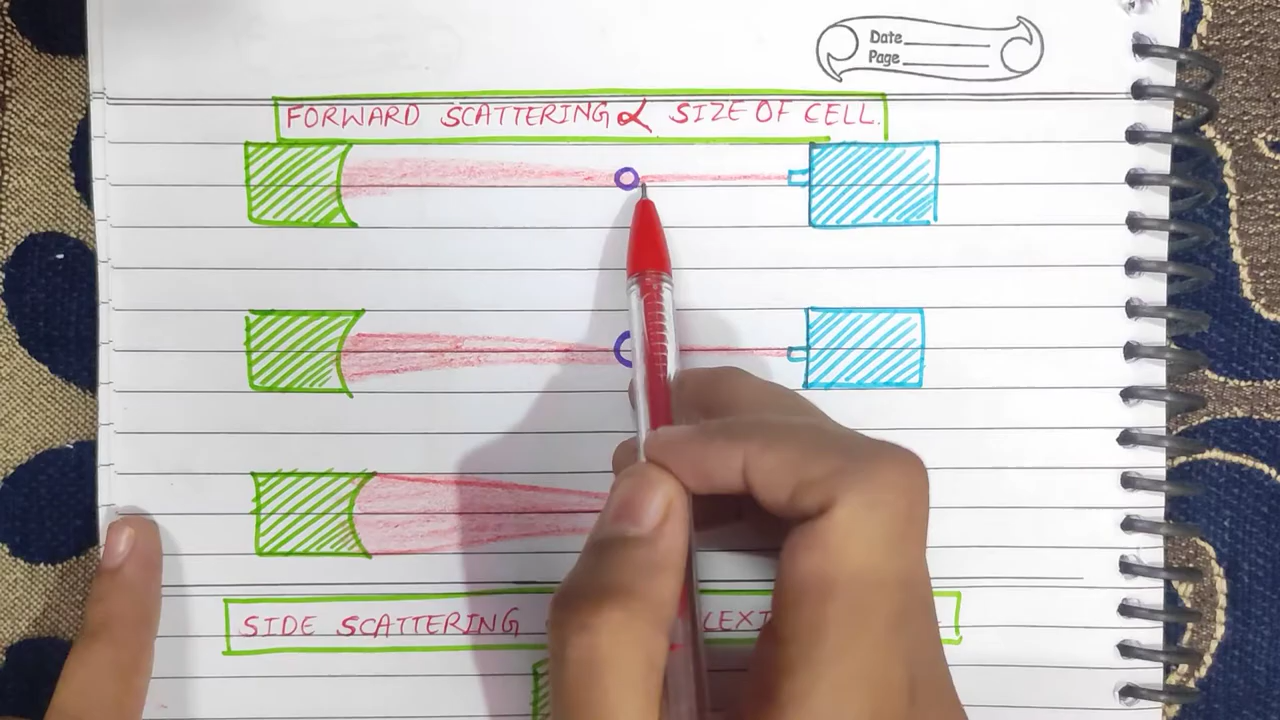 Date
Page
FORWARD SCATTERING ∝ SIZE OF CELL.
SIDE SCATTERING